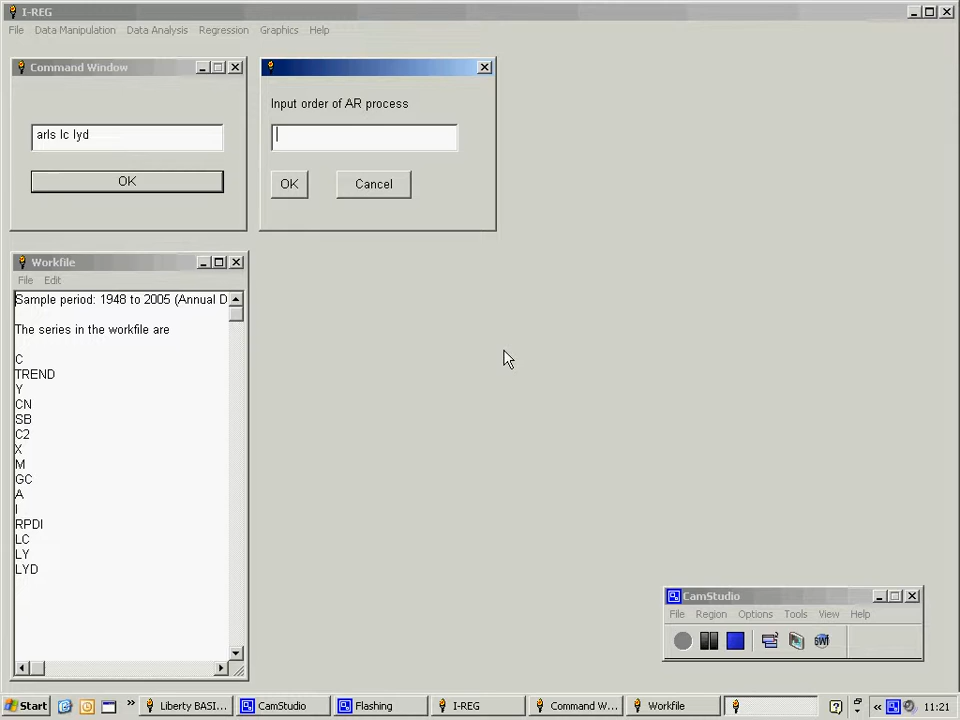 I-REG
File Data Manipulation Data Analysis Regression Graphics Help
Command Window
Input order of AR process
arls lc lyd
OK
OK Cancel
Workfile
File Edit
Sample period: 1948 to 2005 (Annual D
The series in the workfile are
C
TREND
Y
CN
SB
C2
X
M
GC
A
I
RPDI
LC
LY
LYD
CamStudio
File Region Options Tools View Help
SWF
Start » Liberty BASI... CamStudio Flashing I-REG Command W... Workfile « 11:21